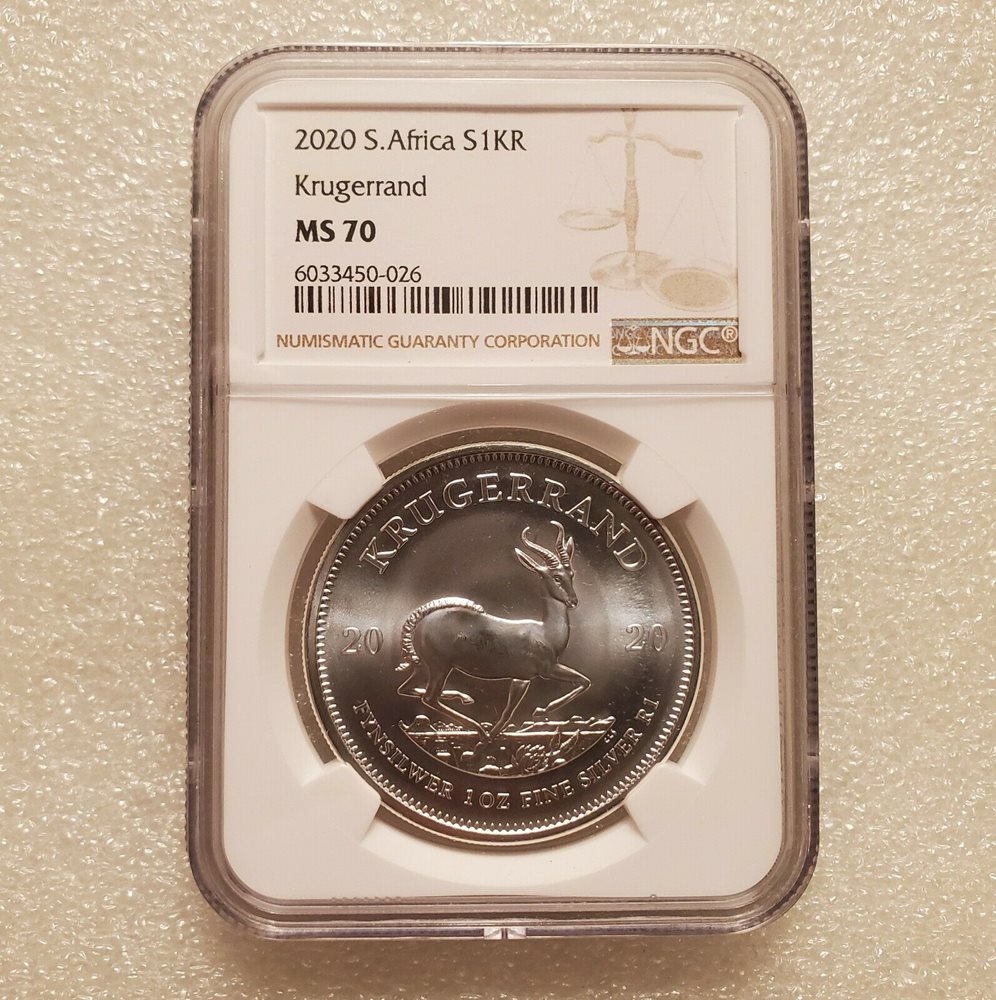 2020 S.Africa S1KR
Krugerrand
MS 70
6033450-026
NUMISMATIC GUARANTY CORPORATION
NGC®
KRUGERRAND
20 20
FYNSILWER 1 OZ FINE SILVER R1